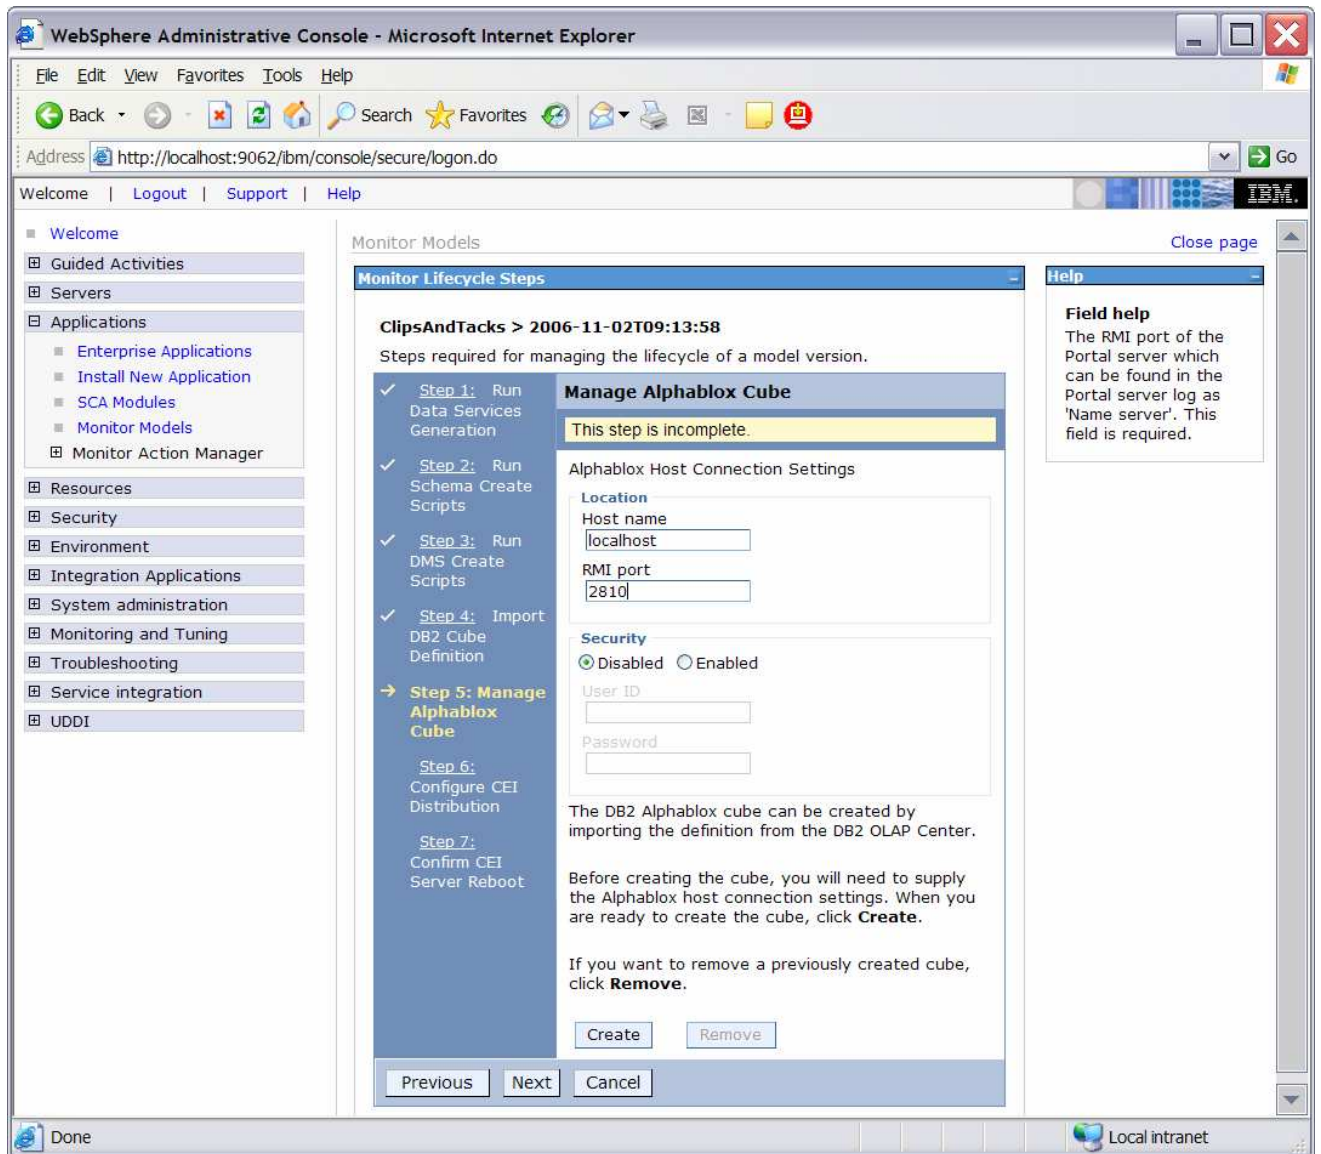 WebSphere Administrative Console - Microsoft Internet Explorer
File Edit View Favorites Tools Help
Back Search Favorites
Address http://localhost:9062/ibm/console/secure/logon.do Go
Welcome | Logout | Support | Help IBM.
Welcome
Guided Activities
Servers
Applications
Enterprise Applications
Install New Application
SCA Modules
Monitor Models
Monitor Action Manager
Resources
Security
Environment
Integration Applications
System administration
Monitoring and Tuning
Troubleshooting
Service integration
UDDI
Monitor Models Close page
Monitor Lifecycle Steps
ClipsAndTacks > 2006-11-02T09:13:58
Steps required for managing the lifecycle of a model version.
Step 1: Run
Data Services
Generation
Step 2: Run
Schema Create
Scripts
Step 3: Run
DMS Create
Scripts
Step 4: Import
DB2 Cube
Definition
Step 5: Manage
Alphablox
Cube
Step 6:
Configure CEI
Distribution
Step 7:
Confirm CEI
Server Reboot
Manage Alphablox Cube
This step is incomplete.
Alphablox Host Connection Settings
Location
Host name
localhost
RMI port
2810
Security
Disabled Enabled
User ID
Password
The DB2 Alphablox cube can be created by
importing the definition from the DB2 OLAP Center.
Before creating the cube, you will need to supply
the Alphablox host connection settings. When you
are ready to create the cube, click Create.
If you want to remove a previously created cube,
click Remove.
Create Remove
Previous Next Cancel
Help
Field help
The RMI port of the
Portal server which
can be found in the
Portal server log as
'Name server'. This
field is required.
Done Local intranet